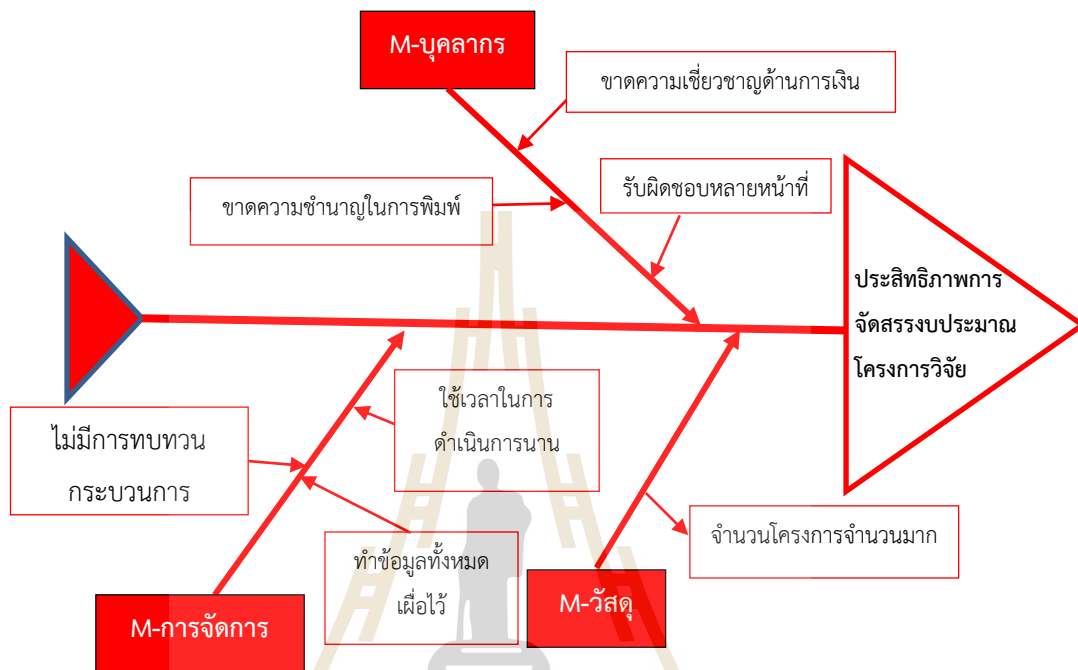 M-บุคลากร
ขาดความเชี่ยวชาญด้านการเงิน
ขาดความชำนาญในการพิมพ์
รับผิดชอบหลายหน้าที่
ประสิทธิภาพการ
จัดสรรงบประมาณ
โครงการวิจัย
ไม่มีการทบทวน
กระบวนการ
ใช้เวลาในการ
ดำเนินการนาน
ทำข้อมูลทั้งหมด
เผื่อไว้
จำนวนโครงการจำนวนมาก
M-การจัดการ
M-วัสดุ